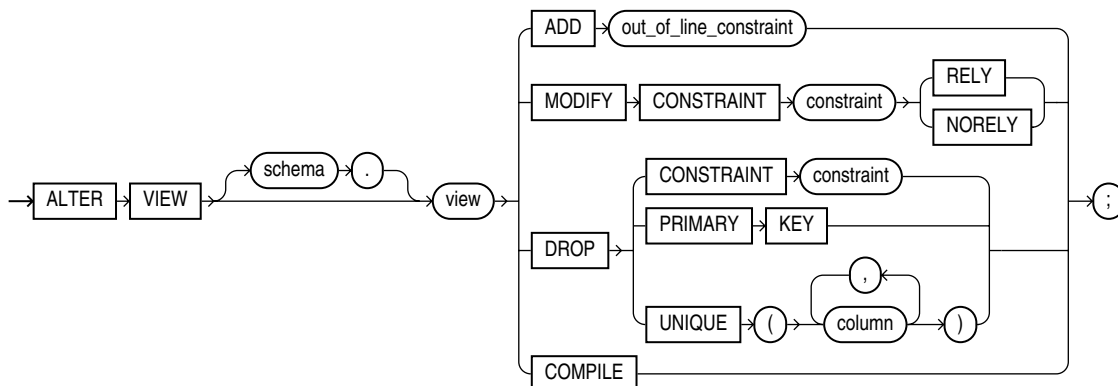 ADD out_of_line_constraint
RELY
MODIFY CONSTRAINT constraint
NORELY
schema .
CONSTRAINT constraint
ALTER VIEW view ;
PRIMARY KEY
DROP
,
UNIQUE ( column )
COMPILE